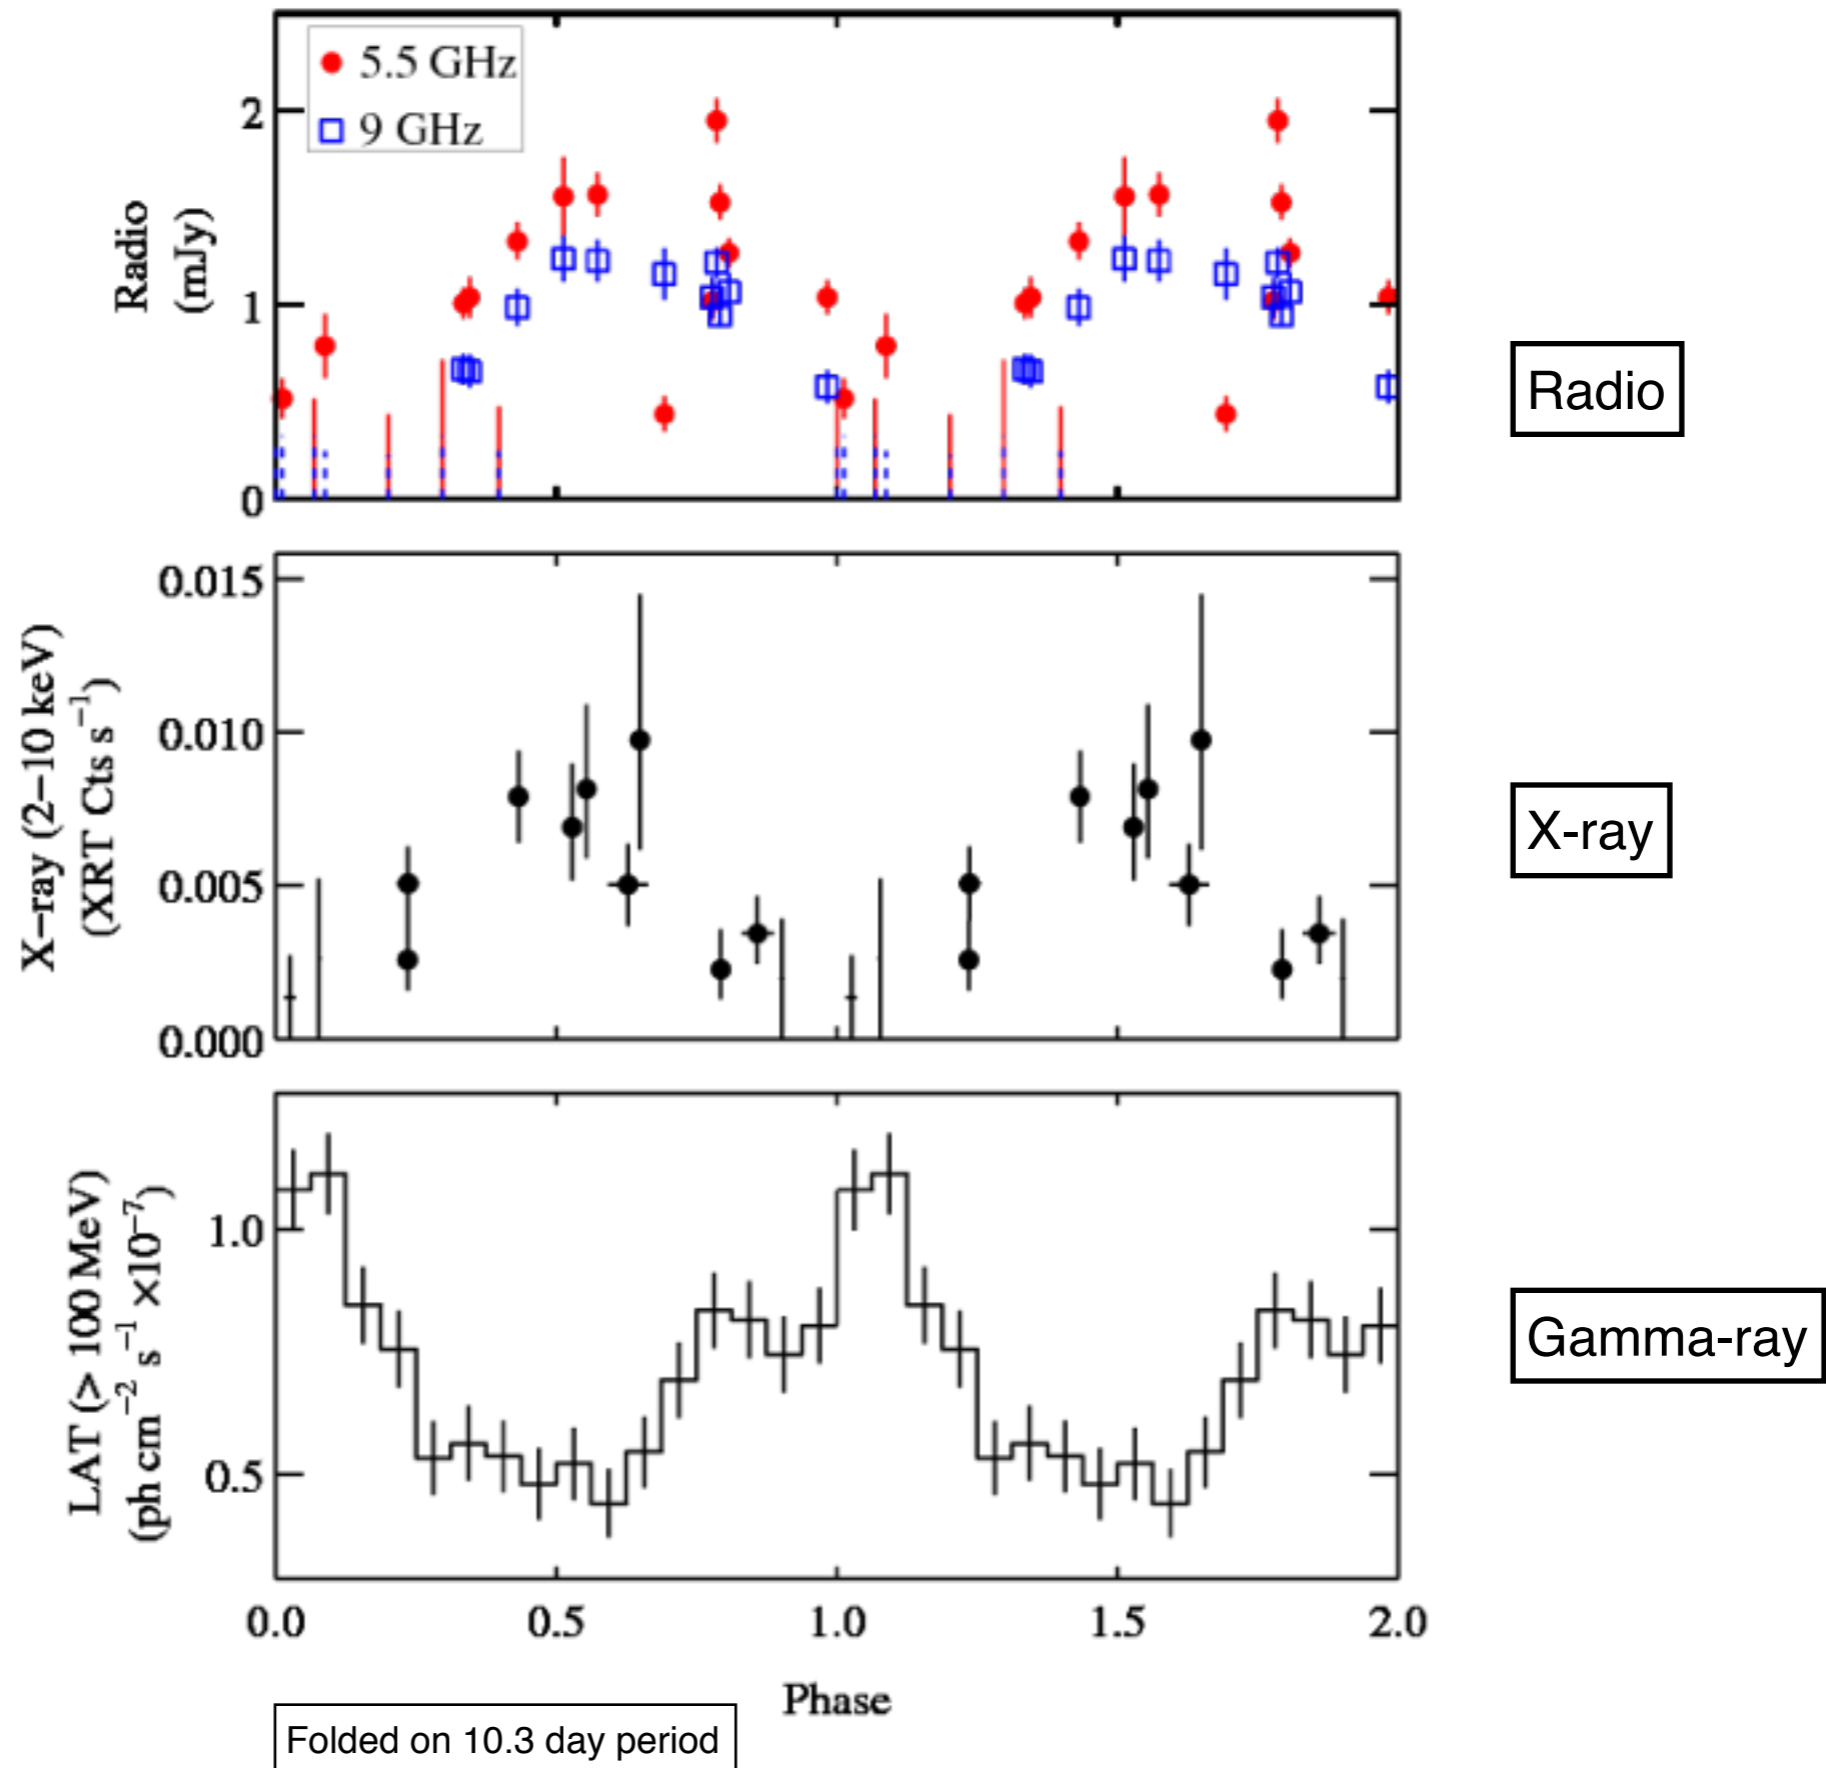 5.5 GHz
9 GHz
2
1
0
Radio
(mJy)
Radio
0.015
0.010
0.005
0.000
X–ray (2–10 keV)
(XRT Cts s⁻¹)
X-ray
1.0
0.5
LAT (> 100 MeV)
(ph cm⁻² s⁻¹ ×10⁻⁷)
Gamma-ray
0.0 0.5 1.0 1.5 2.0
Phase
Folded on 10.3 day period